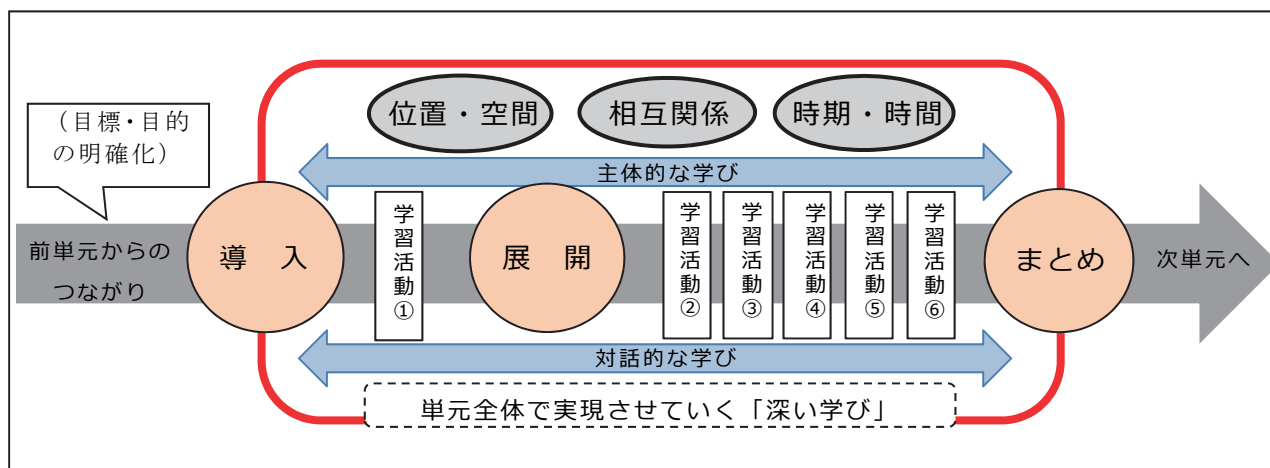 位置・空間
相互関係
時期・時間
（目標・目的
の明確化）
主体的な学び
前単元からの
つながり
導　入
学習活動①
展　開
学習活動②
学習活動③
学習活動④
学習活動⑤
学習活動⑥
まとめ
次単元へ
対話的な学び
単元全体で実現させていく「深い学び」